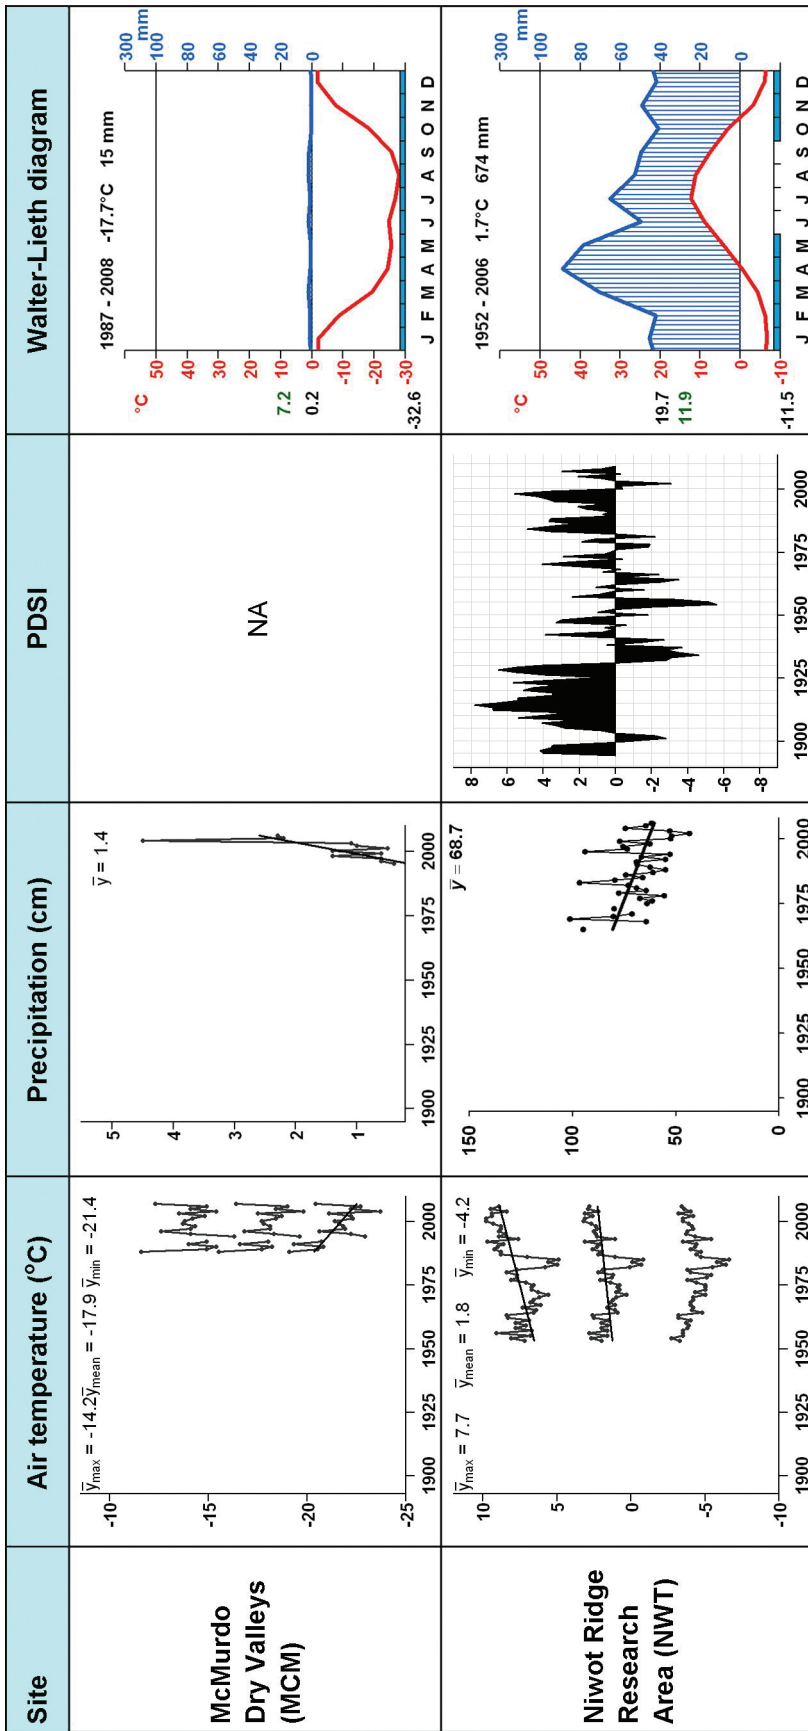 Site
Air temperature (°C)
Precipitation (cm)
PDSI
Walter-Lieth diagram
McMurdo
Dry Valleys
(MCM)
ȳmax = -14.2 ȳmean = -17.9 ȳmin = -21.4
-10
-15
-20
-25
1900 1925 1950 1975 2000
ȳ = 1.4
5
4
3
2
1
1900 1925 1950 1975 2000
NA
1987 - 2008 -17.7°C 15 mm
°C
50
40
30
20
10
0
-10
-20
-30
7.2
0.2
-32.6
mm
300
100
80
60
40
20
0
J F M A M J J A S O N D
Niwot Ridge
Research
Area (NWT)
ȳmax = 7.7 ȳmean = 1.8 ȳmin = -4.2
10
5
0
-5
-10
1900 1925 1950 1975 2000
ȳ = 68.7
150
100
50
0
1900 1925 1950 1975 2000
8
6
4
2
0
-2
-4
-6
-8
1900 1925 1950 1975 2000
1952 - 2006 1.7°C 674 mm
°C
50
40
30
20
10
0
-10
19.7
11.9
-11.5
mm
300
100
80
60
40
20
0
J F M A M J J A S O N D